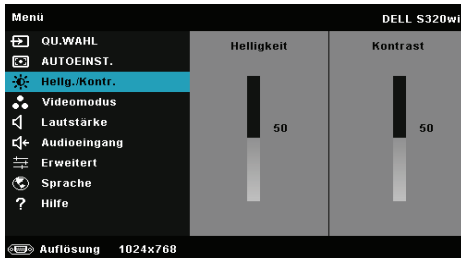 Menü DELL S320wi
QU.WAHL
AUTOEINST.
Hellg./Kontr.
Videomodus
Lautstärke
Audioeingang
Erweitert
Sprache
Hilfe
Helligkeit Kontrast
50 50
Auflösung 1024x768